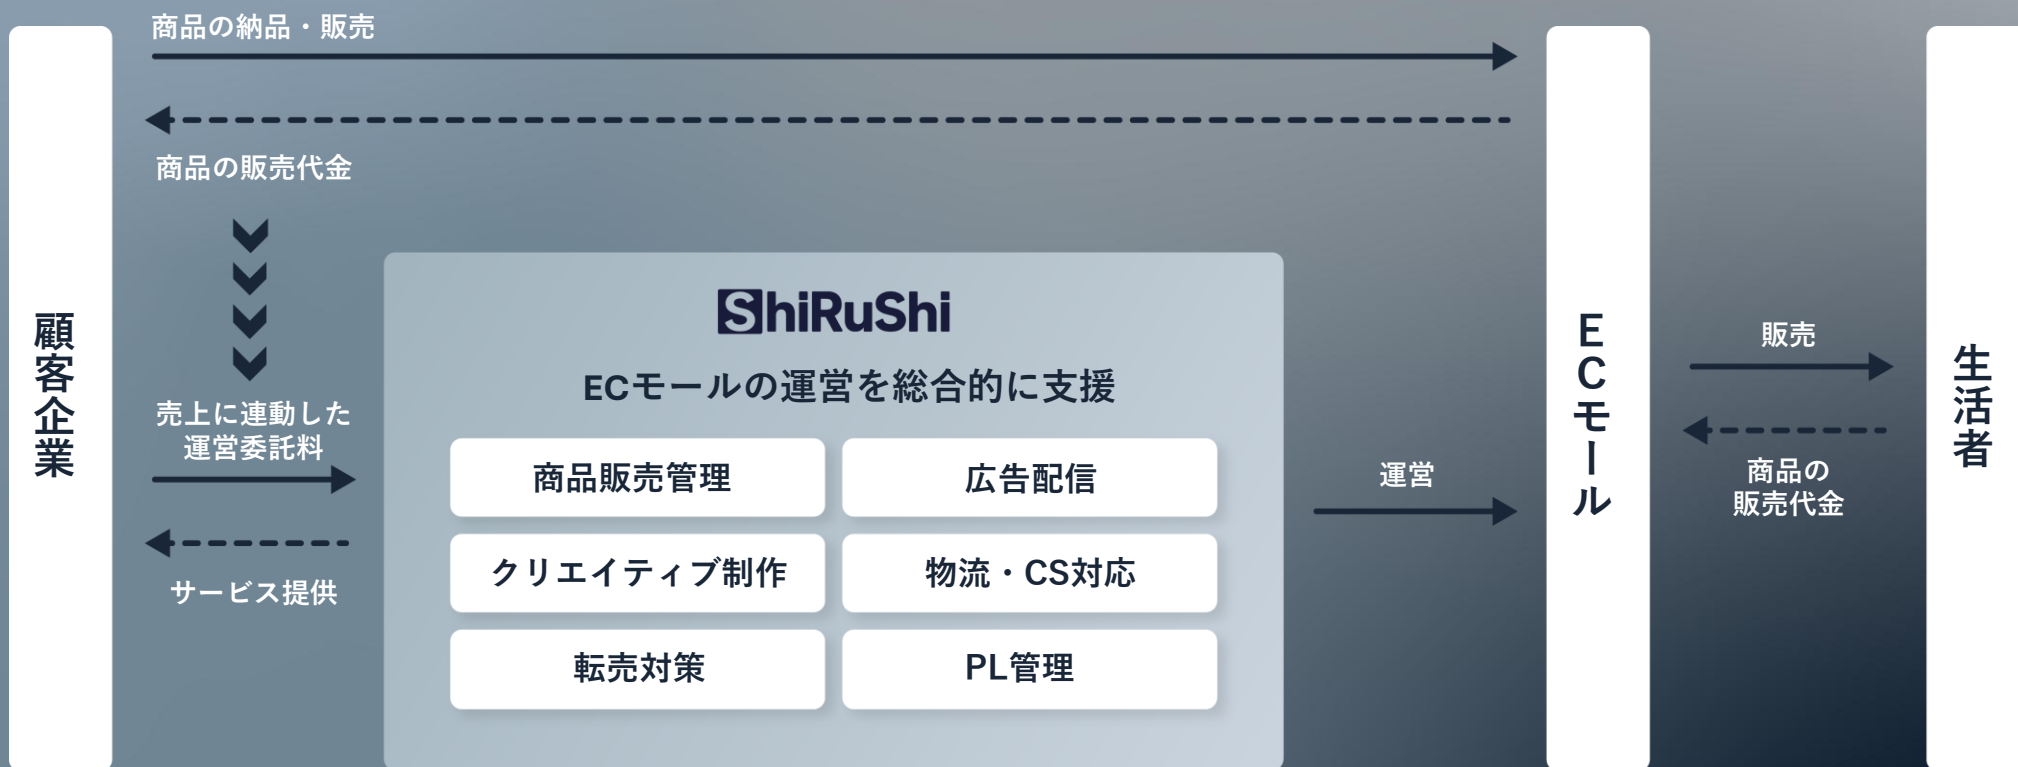 商品の納品・販売
商品の販売代金
顧客企業
売上に連動した
運営委託料
サービス提供
ShiRuShi
ECモールの運営を総合的に支援
商品販売管理
広告配信
クリエイティブ制作
物流・CS対応
転売対策
PL管理
運営
ECモール
販売
商品の
販売代金
生活者